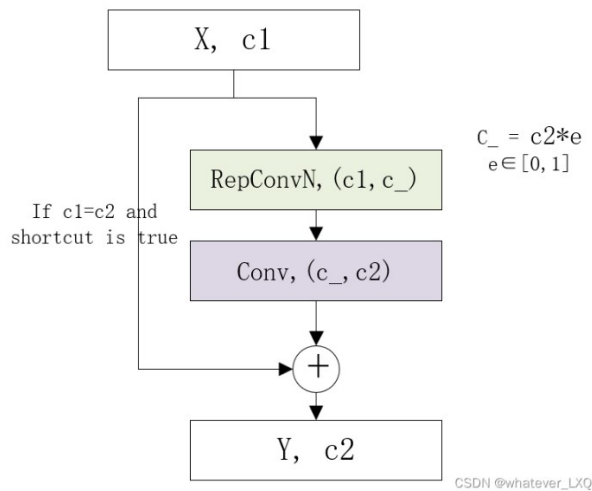 X, c1
C_ = c2*e
e∈[0,1]
RepConvN,(c1,c_)
If c1=c2 and
shortcut is true
Conv,(c_,c2)
+
Y, c2
CSDN @whatever_LXQ